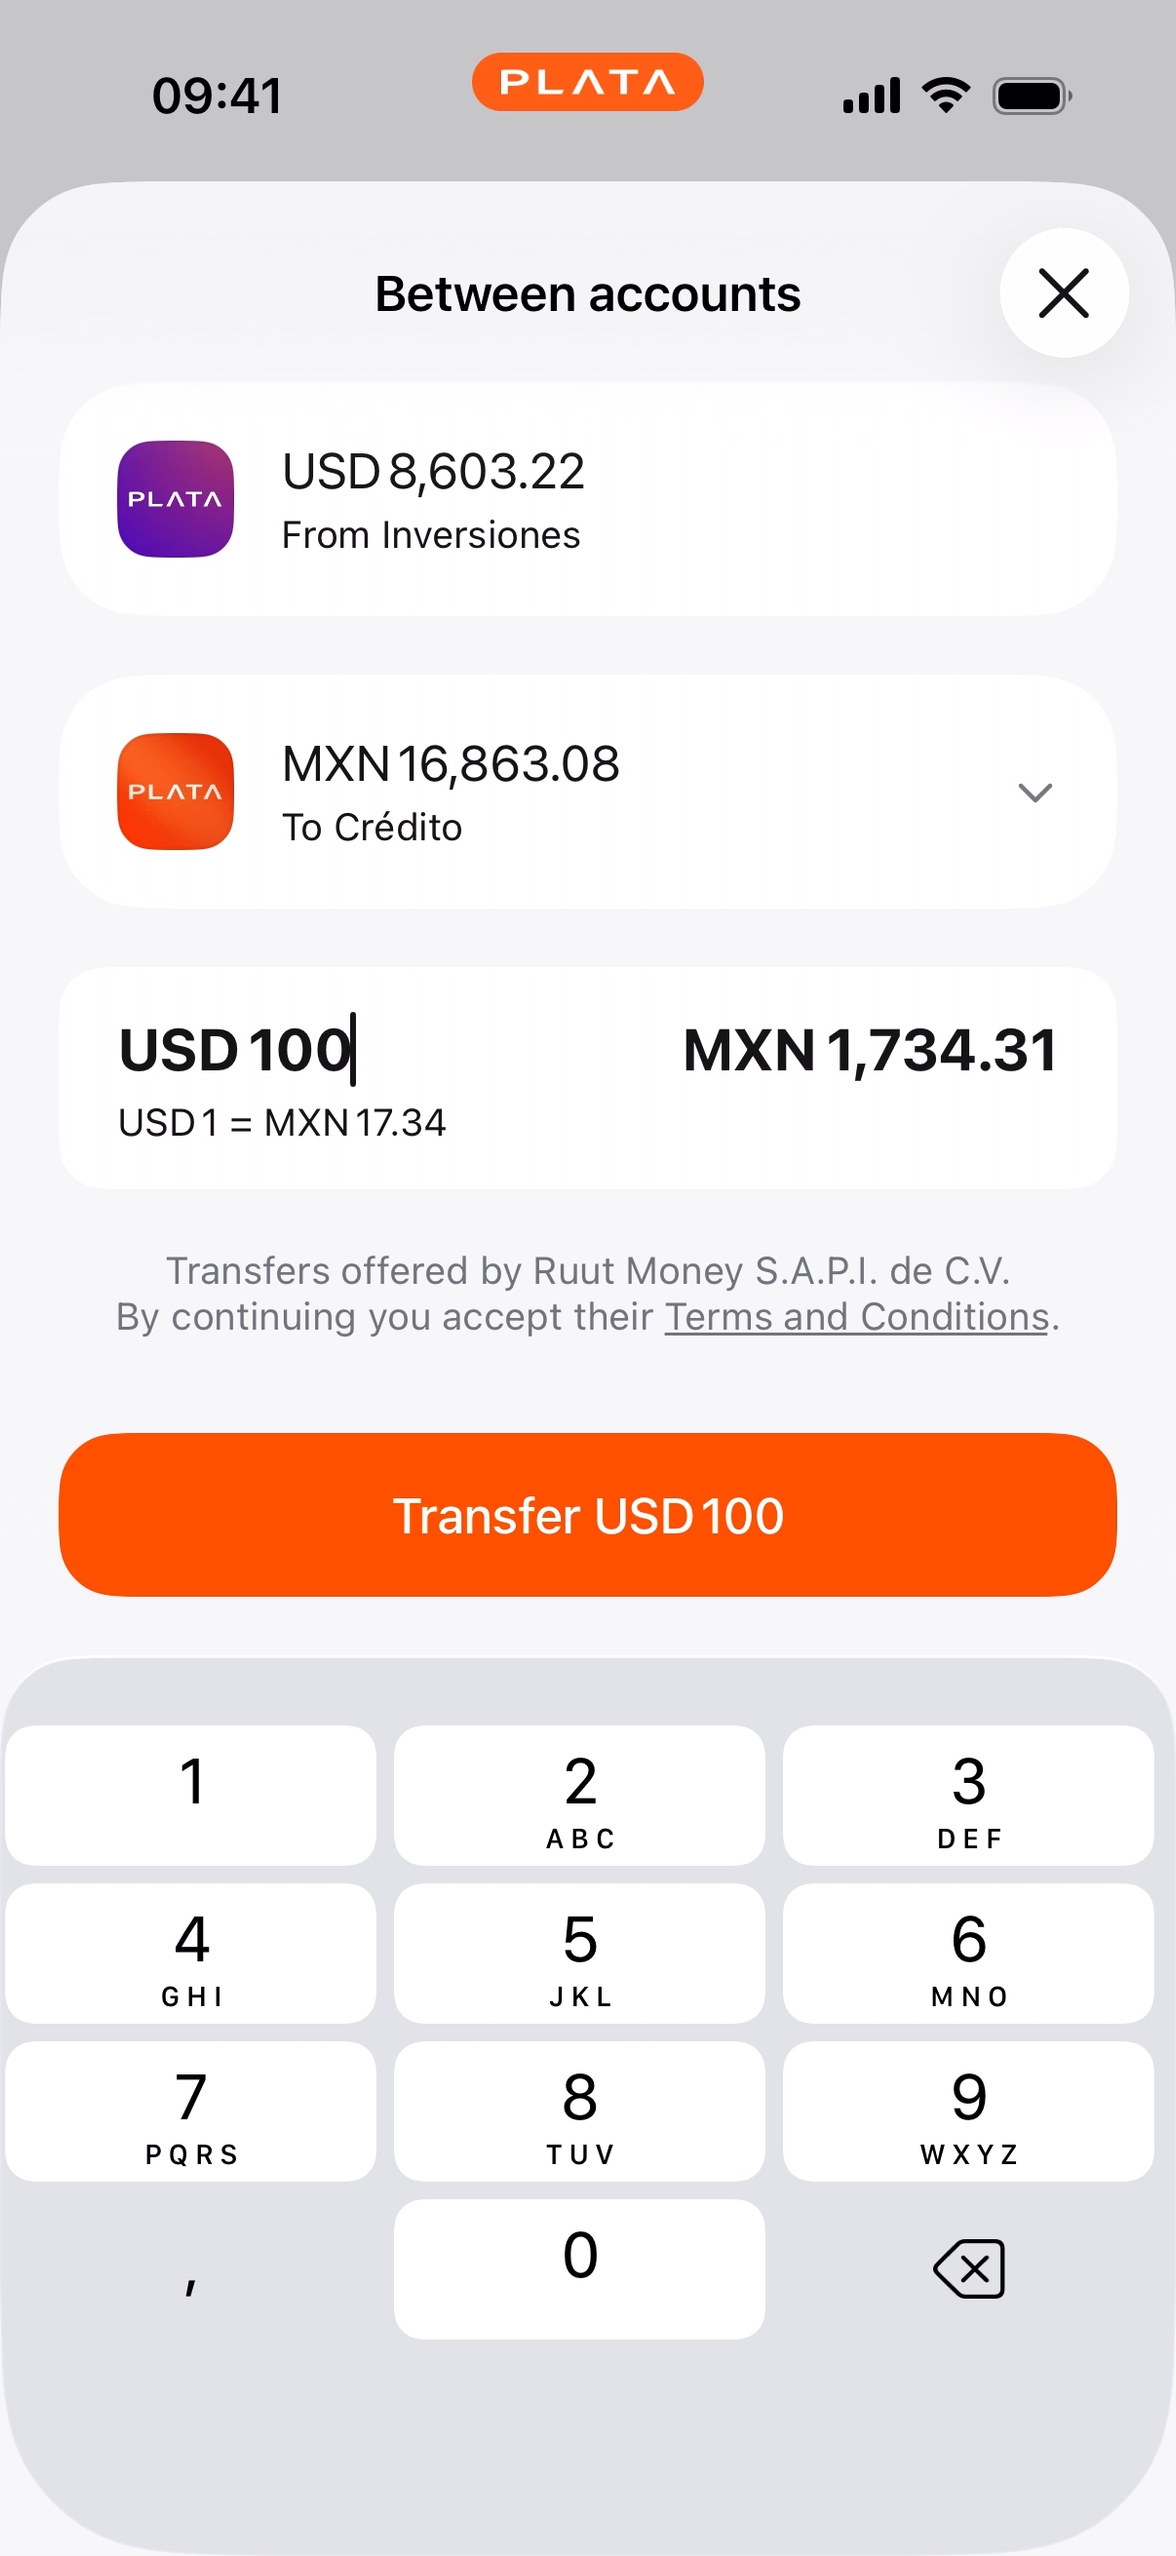 09:41
PLATA
Between accounts
PLATA
USD 8,603.22
From Inversiones
PLATA
MXN 16,863.08
To Crédito
USD 100
MXN 1,734.31
USD 1 = MXN 17.34
Transfers offered by Ruut Money S.A.P.I. de C.V.
By continuing you accept their Terms and Conditions.
Transfer USD 100
1
2
ABC
3
DEF
4
GHI
5
JKL
6
MNO
7
PQRS
8
TUV
9
WXYZ
,
0